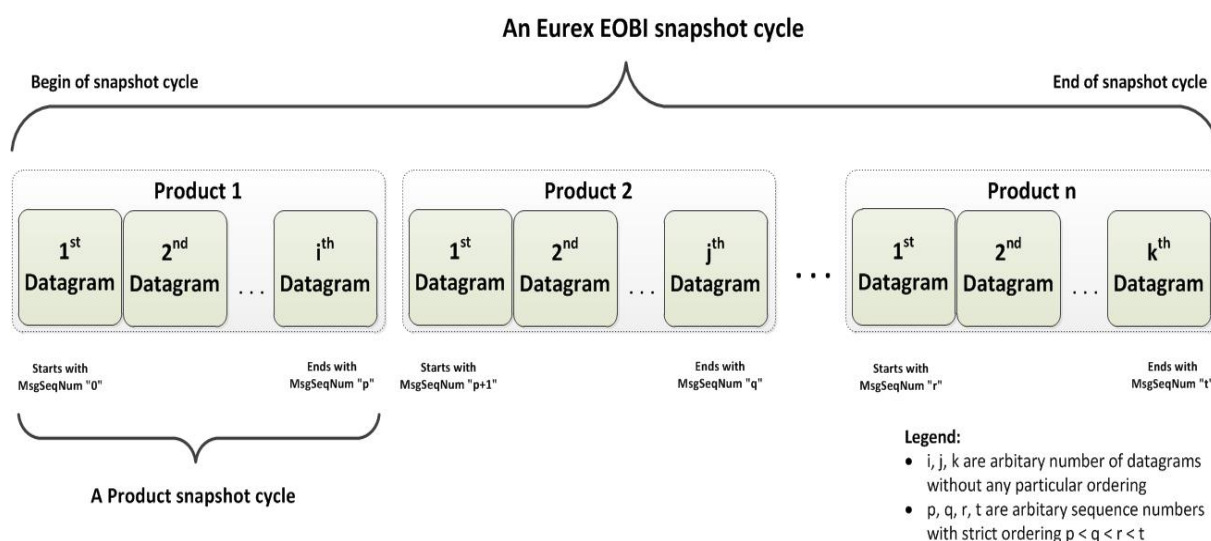 An Eurex EOBI snapshot cycle
Begin of snapshot cycle
End of snapshot cycle
Product 1
Product 2
Product n
1st
Datagram
2nd
Datagram
. . .
ith
Datagram
1st
Datagram
2nd
Datagram
. . .
jth
Datagram
...
1st
Datagram
2nd
Datagram
. . .
kth
Datagram
Starts with
MsgSeqNum "0"
Ends with
MsgSeqNum "p"
Starts with
MsgSeqNum "p+1"
Ends with
MsgSeqNum "q"
Starts with
MsgSeqNum "r"
Ends with
MsgSeqNum "t"
A Product snapshot cycle
Legend:
• i, j, k are arbitary number of datagrams
without any particular ordering
• p, q, r, t are arbitary sequence numbers
with strict ordering p < q < r < t